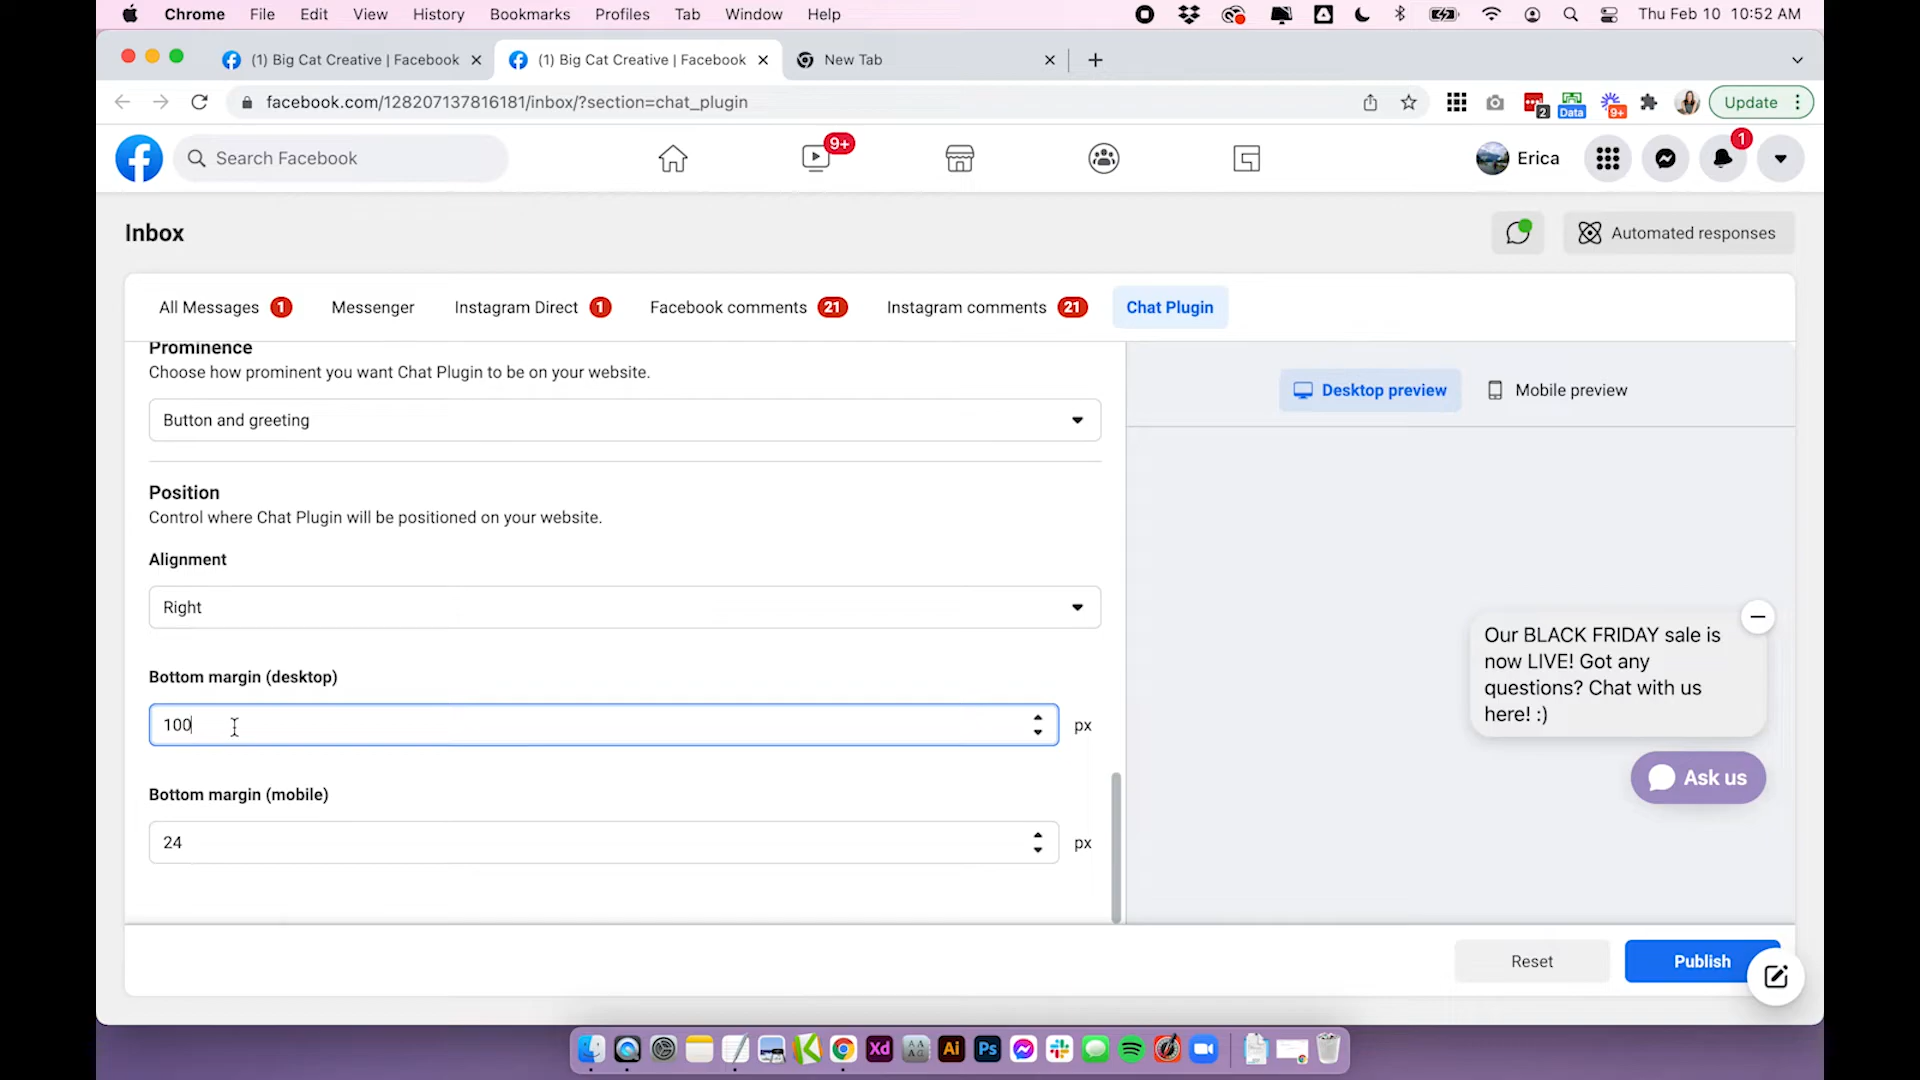 Chrome File Edit View History Bookmarks Profiles Tab Window Help Thu Feb 10 10:52 AM
(1) Big Cat Creative | Facebook (1) Big Cat Creative | Facebook New Tab
facebook.com/128207137816181/inbox/?section=chat_plugin 2 Data 9+ Update
Search Facebook 9+ Erica 1
Inbox Automated responses
All Messages 1 Messenger Instagram Direct 1 Facebook comments 21 Instagram comments 21 Chat Plugin
Prominence
Choose how prominent you want Chat Plugin to be on your website.
Button and greeting
Desktop preview Mobile preview
Position
Control where Chat Plugin will be positioned on your website.
Alignment
Right
Bottom margin (desktop)
100 px
Bottom margin (mobile)
24 px
Our BLACK FRIDAY sale is
now LIVE! Got any
questions? Chat with us
here! :)
Ask us
Reset Publish
Xd Ai Ps